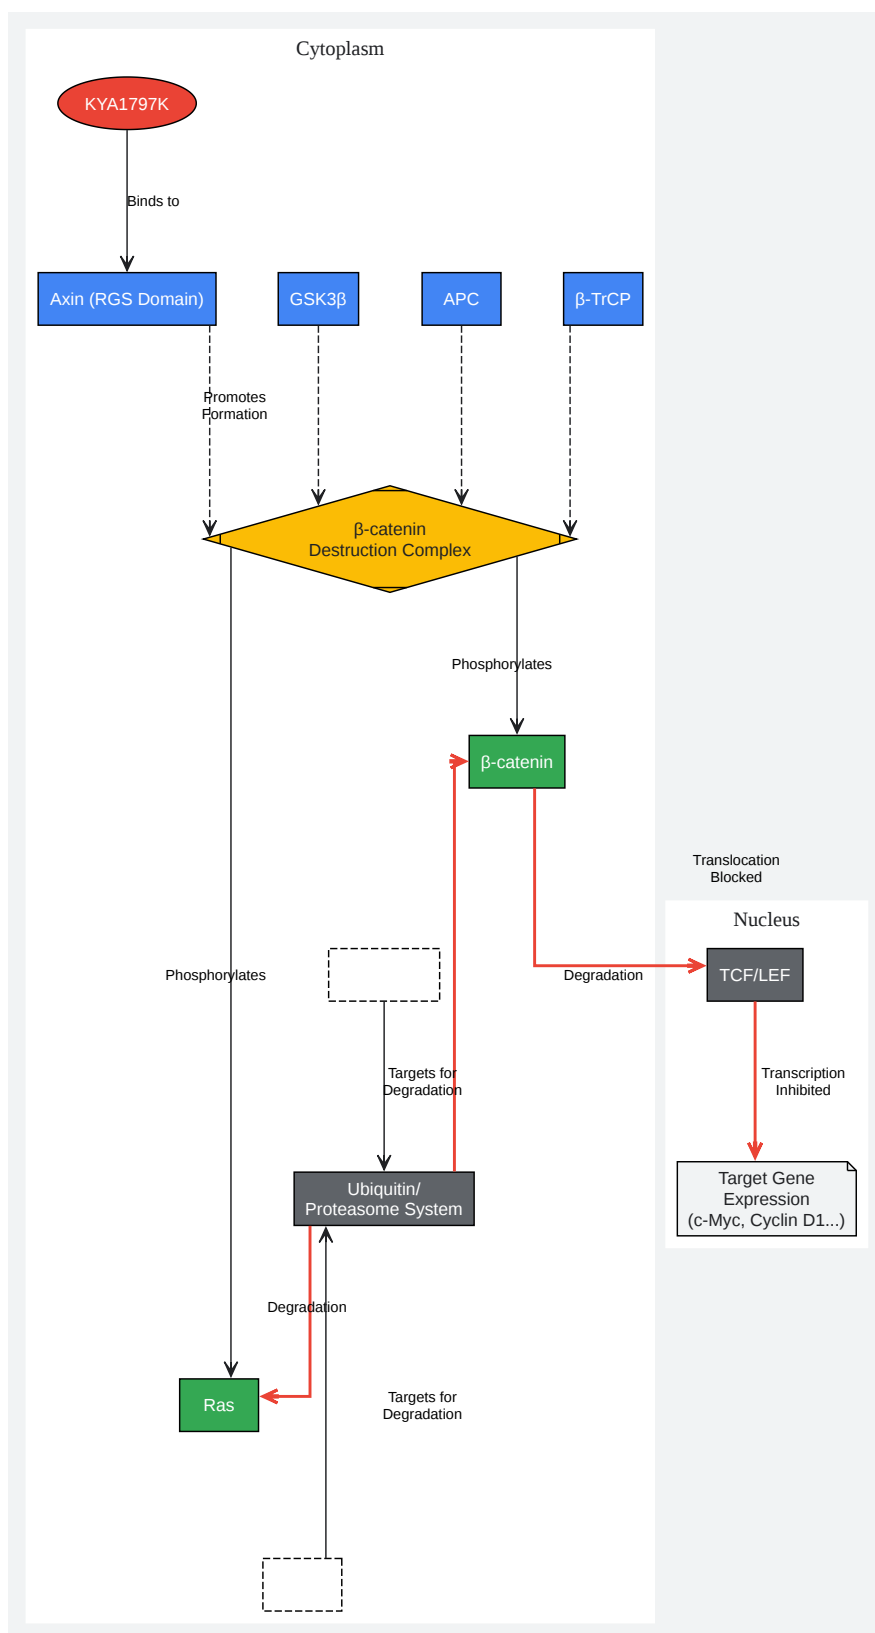 Cytoplasm
KYA1797K
Binds to
Axin (RGS Domain)
GSK3β
APC
β-TrCP
Promotes
Formation
β-catenin
Destruction Complex
Phosphorylates
β-catenin
Translocation
Blocked
Nucleus
Phosphorylates
Degradation
TCF/LEF
Targets for
Degradation
Transcription
Inhibited
Ubiquitin/
Proteasome System
Target Gene
Expression
(c-Myc, Cyclin D1...)
Degradation
Ras
Targets for
Degradation